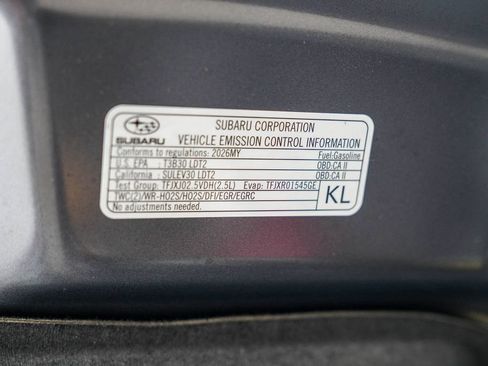 SUBARU
SUBARU CORPORATION
VEHICLE EMISSION CONTROL INFORMATION
Conforms to regulations: 2026MY Fuel:Gasoline
U.S. EPA : T3B30 LDT2 OBD:CA II
California : SULEV30 LDT2 OBD:CA II
Test Group: TFJXJ02.5VDH(2.5L) Evap: TFJXR01545GE
TWC(2)/WR-HO2S/HO2S/DFI/EGR/EGRC
No adjustments needed.
KL